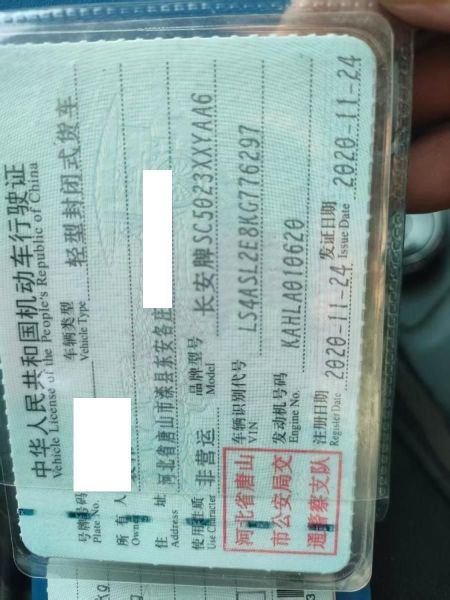 中华人民共和国机动车行驶证
Vehicle License of the People's Republic of China
号牌号码
Plate No.
车辆类型
Vehicle Type
轻型封闭式货车
所有人
Owner
住址
Address
河北省唐山市滦县东安各庄
使用性质
Use Character
非营运
品牌型号
Model
长安牌SC5023XXYAA6
河北省唐山
市公安局交
通警察支队
车辆识别代号
VIN
LS4ASL2E8KG776297
发动机号码
Engine No.
KAHLA010620
注册日期
Register Date
2020-11-24
发证日期
Issue Date
2020-11-24